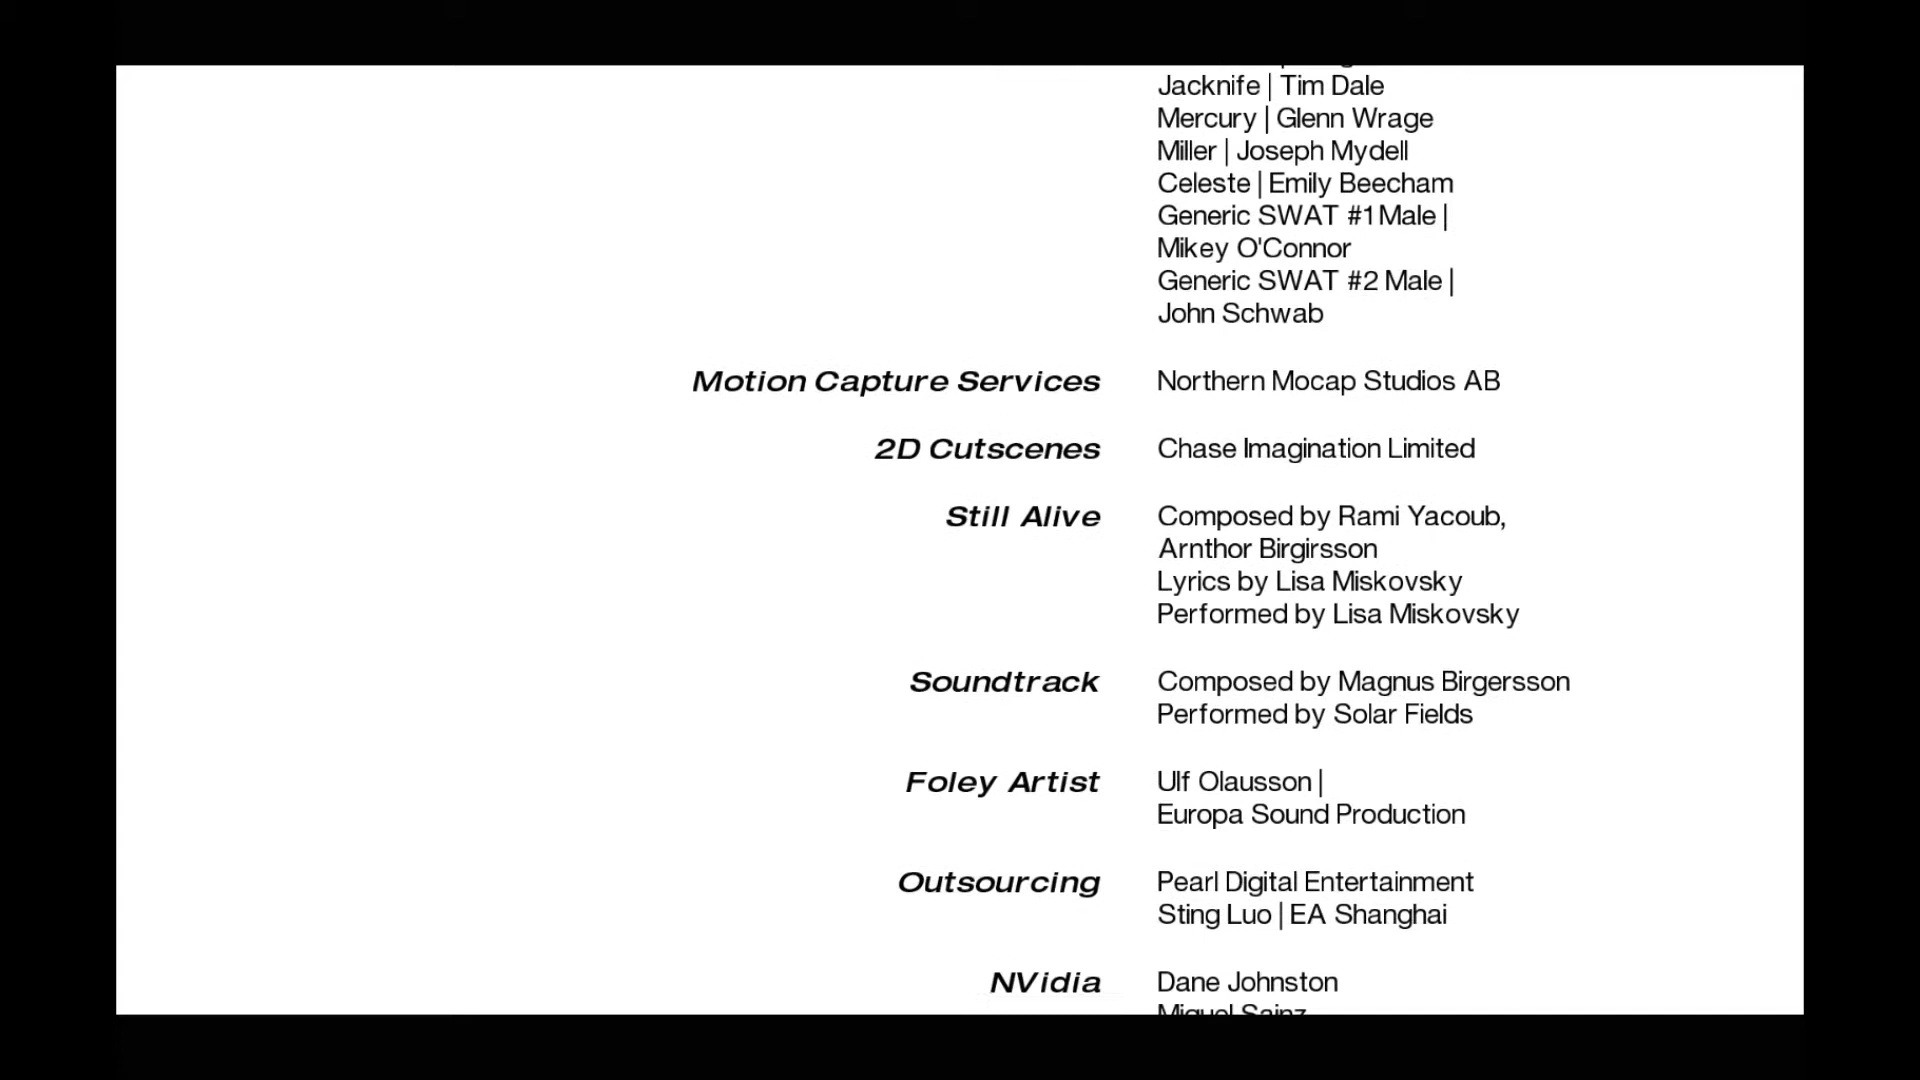 Jacknife | Tim Dale
Mercury | Glenn Wrage
Miller | Joseph Mydell
Celeste | Emily Beecham
Generic SWAT #1 Male |
Mikey O'Connor
Generic SWAT #2 Male |
John Schwab
Motion Capture Services Northern Mocap Studios AB
2D Cutscenes Chase Imagination Limited
Still Alive Composed by Rami Yacoub,
Arnthor Birgirsson
Lyrics by Lisa Miskovsky
Performed by Lisa Miskovsky
Soundtrack Composed by Magnus Birgersson
Performed by Solar Fields
Foley Artist Ulf Olausson |
Europa Sound Production
Outsourcing Pearl Digital Entertainment
Sting Luo | EA Shanghai
NVidia Dane Johnston
Miguel Sainz